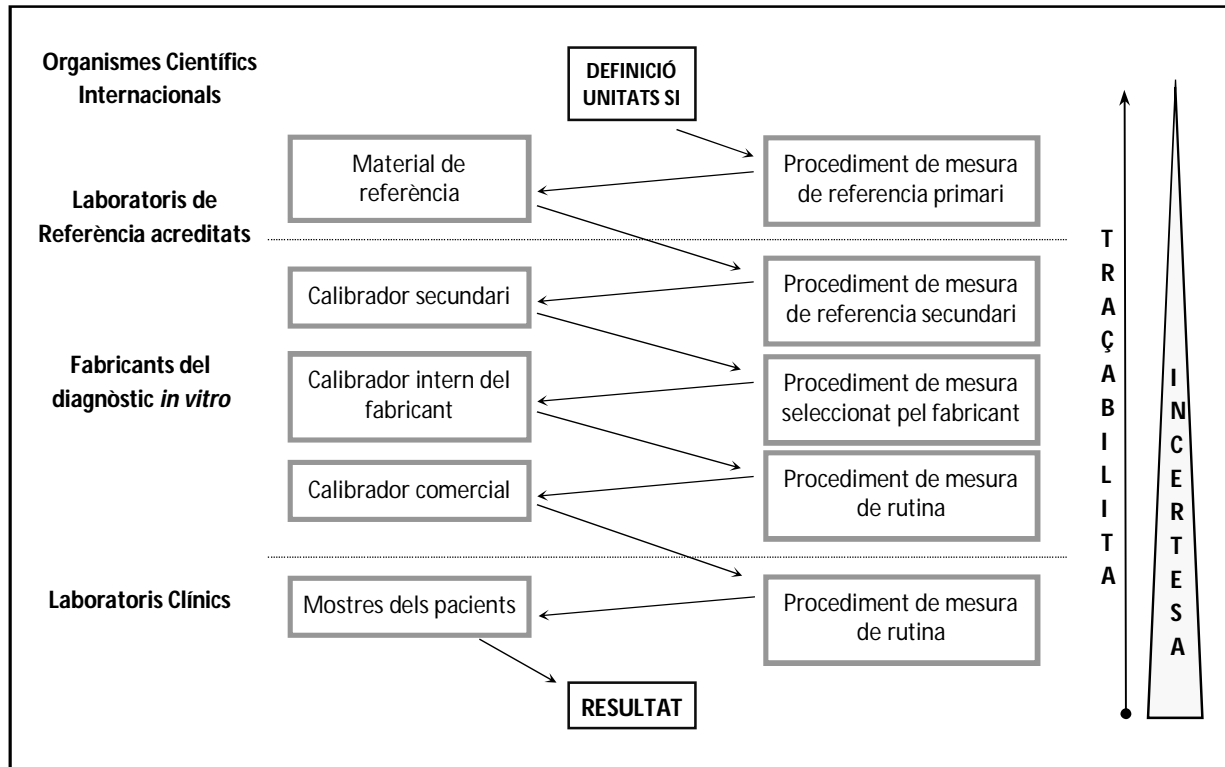 Organismes Científics
Internacionals
DEFINICIÓ
UNITATS SI
Material de
referència
Procediment de mesura
de referencia primari
Laboratoris de
Referència acreditats
Calibrador secundari
Procediment de mesura
de referencia secundari
Fabricants del
diagnòstic in vitro
Calibrador intern del
fabricant
Procediment de mesura
seleccionat pel fabricant
Calibrador comercial
Procediment de mesura
de rutina
Laboratoris Clínics
Mostres dels pacients
Procediment de mesura
de rutina
RESULTAT
TRAÇABILITA
INCERTESA